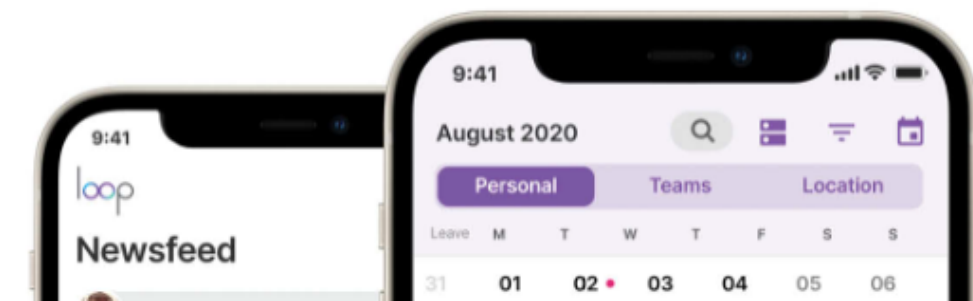 9:41
loop
Newsfeed
9:41
August 2020
Personal Teams Location
Leave M T W T F S S
31 01 02 03 04 05 06